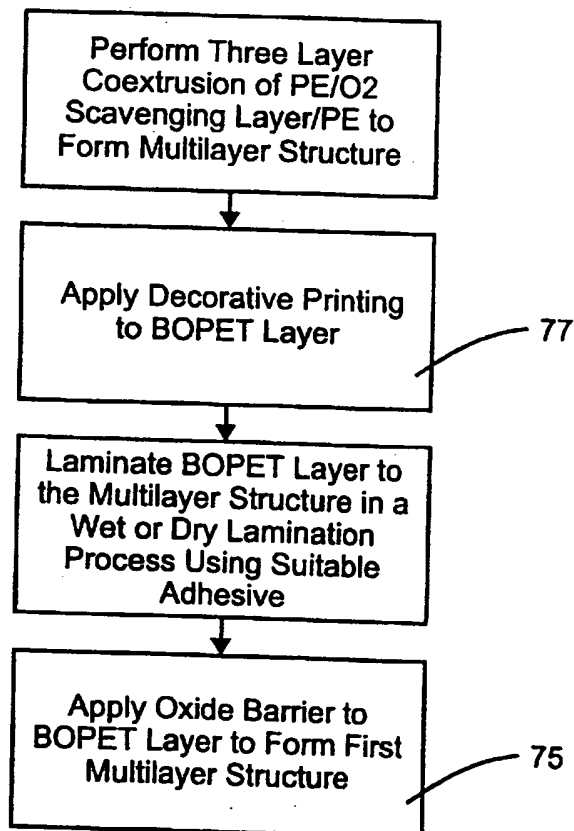 Perform Three Layer
Coextrusion of PE/O2
Scavenging Layer/PE to
Form Multilayer Structure
Apply Decorative Printing
to BOPET Layer
77
Laminate BOPET Layer to
the Multilayer Structure in a
Wet or Dry Lamination
Process Using Suitable
Adhesive
Apply Oxide Barrier to
BOPET Layer to Form First
Multilayer Structure
75